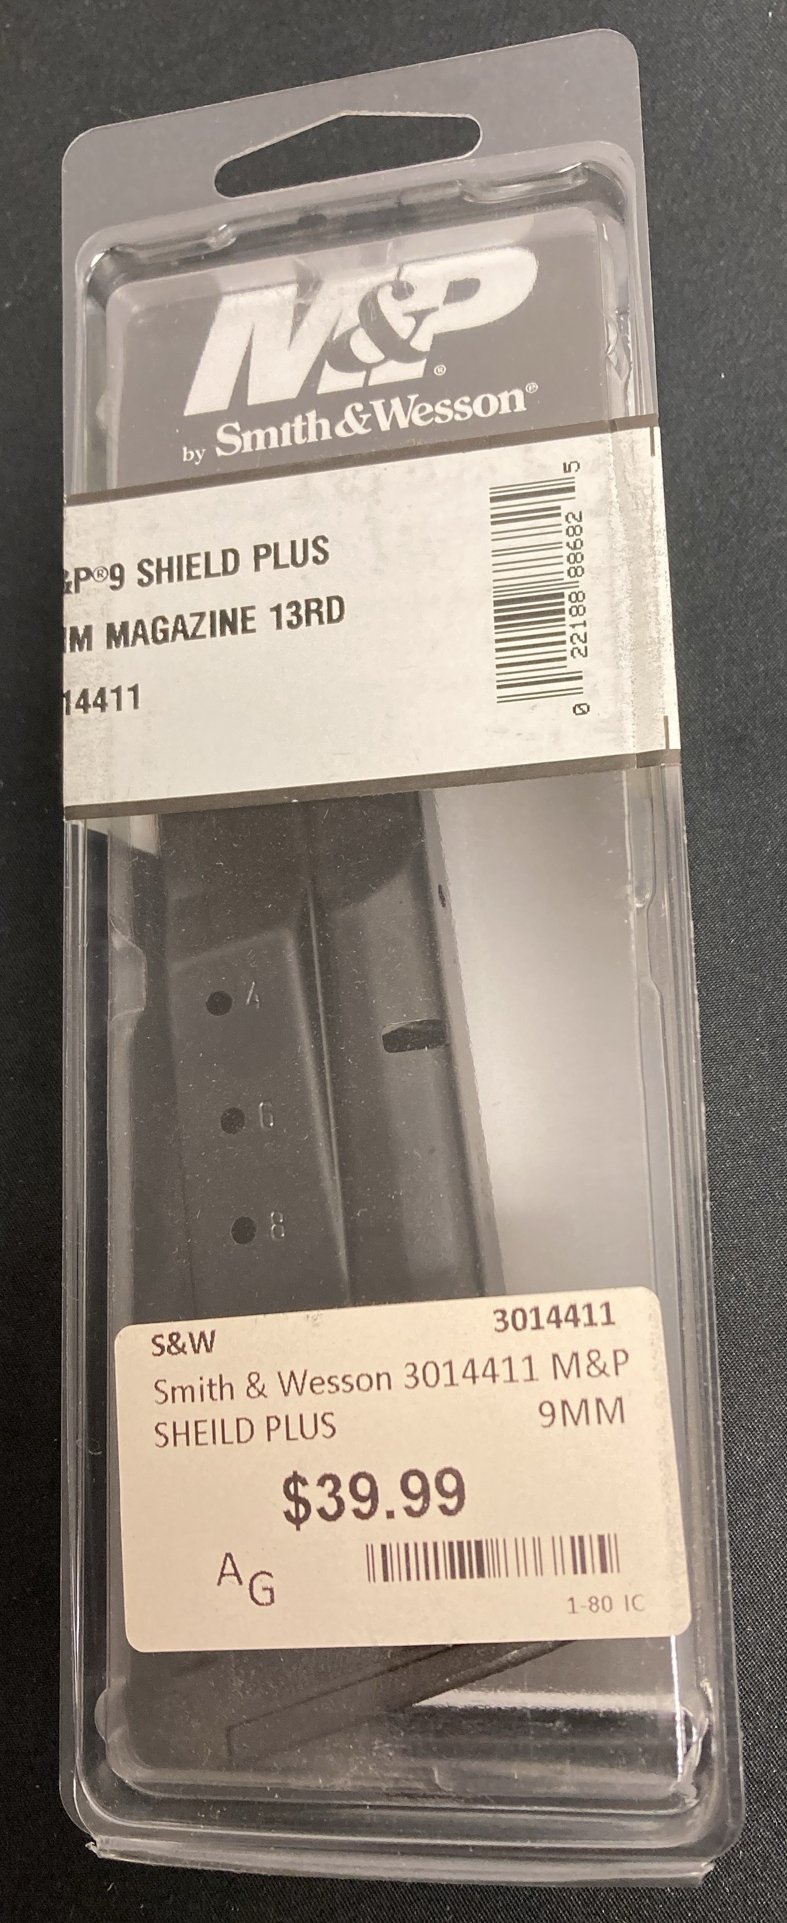 M&P®
by Smith&Wesson®
&P®9 SHIELD PLUS
M MAGAZINE 13RD
14411
0 22188 88682 5
4
6
8
S&W 3014411
Smith & Wesson 3014411 M&P
SHEILD PLUS 9MM
$39.99
AG
1-80 IC